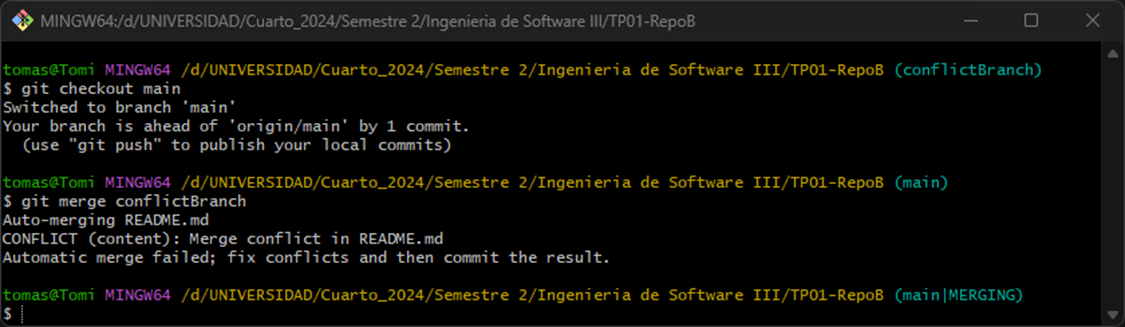 MINGW64:/d/UNIVERSIDAD/Cuarto_2024/Semestre 2/Ingenieria de Software III/TP01-RepoB
tomas@Tomi MINGW64 /d/UNIVERSIDAD/Cuarto_2024/Semestre 2/Ingenieria de Software III/TP01-RepoB (conflictBranch)
$ git checkout main
Switched to branch 'main'
Your branch is ahead of 'origin/main' by 1 commit.
  (use "git push" to publish your local commits)
tomas@Tomi MINGW64 /d/UNIVERSIDAD/Cuarto_2024/Semestre 2/Ingenieria de Software III/TP01-RepoB (main)
$ git merge conflictBranch
Auto-merging README.md
CONFLICT (content): Merge conflict in README.md
Automatic merge failed; fix conflicts and then commit the result.
tomas@Tomi MINGW64 /d/UNIVERSIDAD/Cuarto_2024/Semestre 2/Ingenieria de Software III/TP01-RepoB (main|MERGING)
$